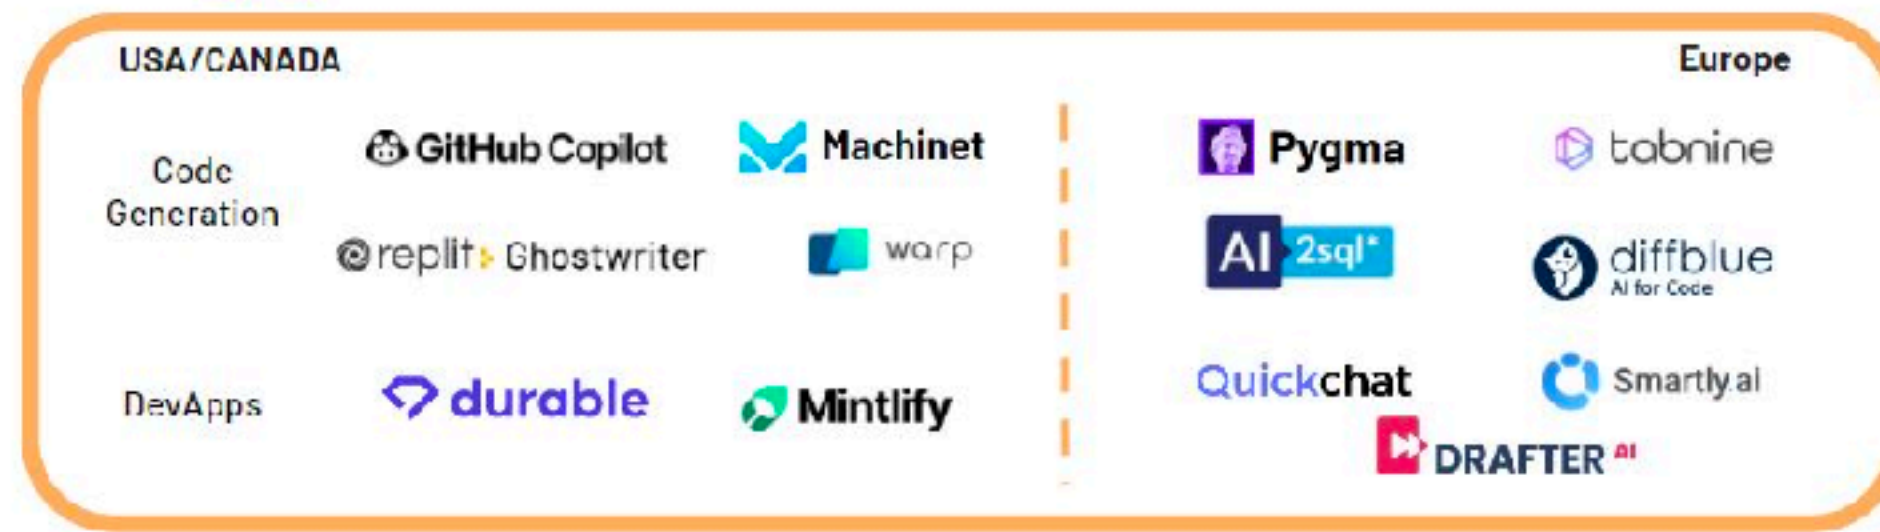 USA/CANADA
Europe
Code
Generation
GitHub Copilot
Machinet
Pygma
tabnine
replit Ghostwriter
warp
AI 2sql*
diffblue
AI for Code
DevApps
durable
Mintlify
Quickchat
Smartly.ai
DRAFTER AI